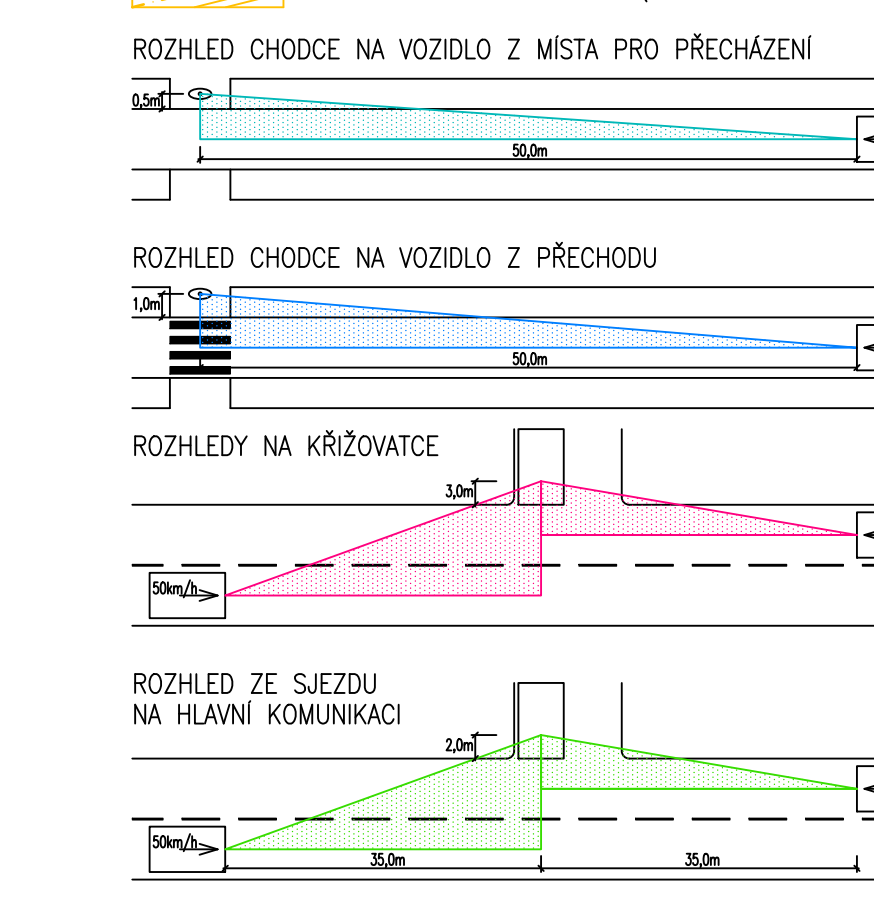 ROZHLED CHODCE NA VOZIDLO Z MÍSTA PRO PŘECHÁZENÍ
0,5m
50,0m
ROZHLED CHODCE NA VOZIDLO Z PŘECHODU
1,0m
50,0m
ROZHLEDY NA KŘIŽOVATCE
3,0m
50km/h
ROZHLED ZE SJEZDU
NA HLAVNÍ KOMUNIKACI
2,0m
50km/h
35,0m 35,0m